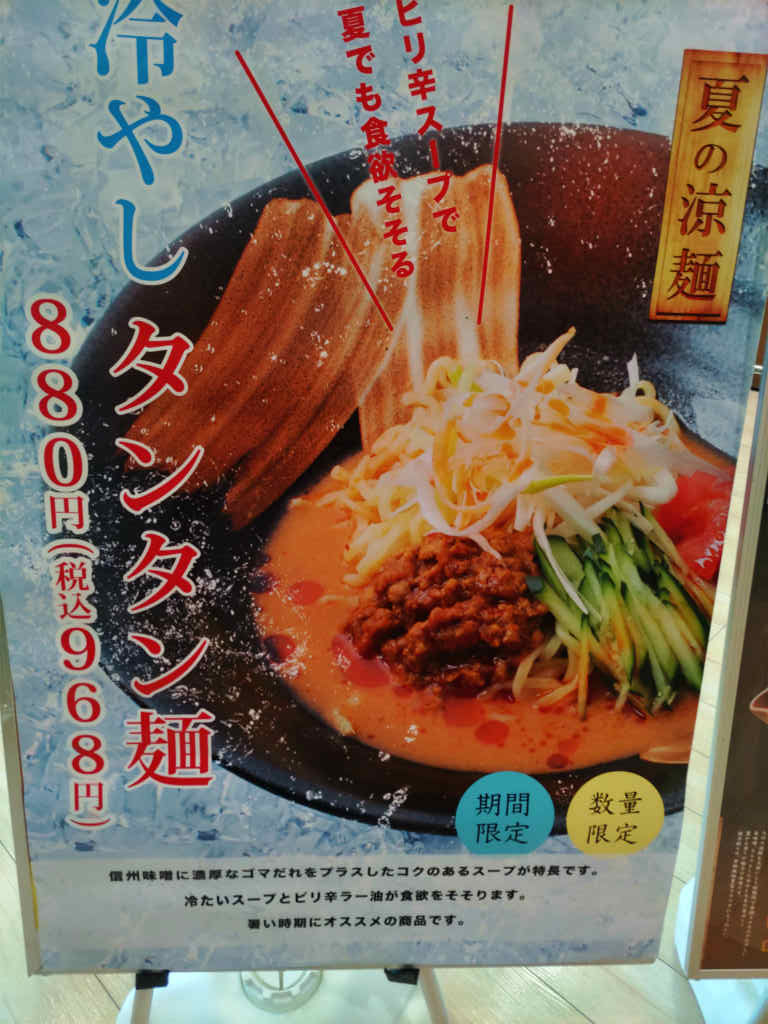 夏の涼麺
ピリ辛スープで
夏でも食欲そそる
冷やしタンタン麺
880円(税込968円)
期間
限定
数量
限定
信州味噌に濃厚なゴマだれをプラスしたコクのあるスープが特長です。
冷たいスープとピリ辛ラー油が食欲をそそります。
暑い時期にオススメの商品です。